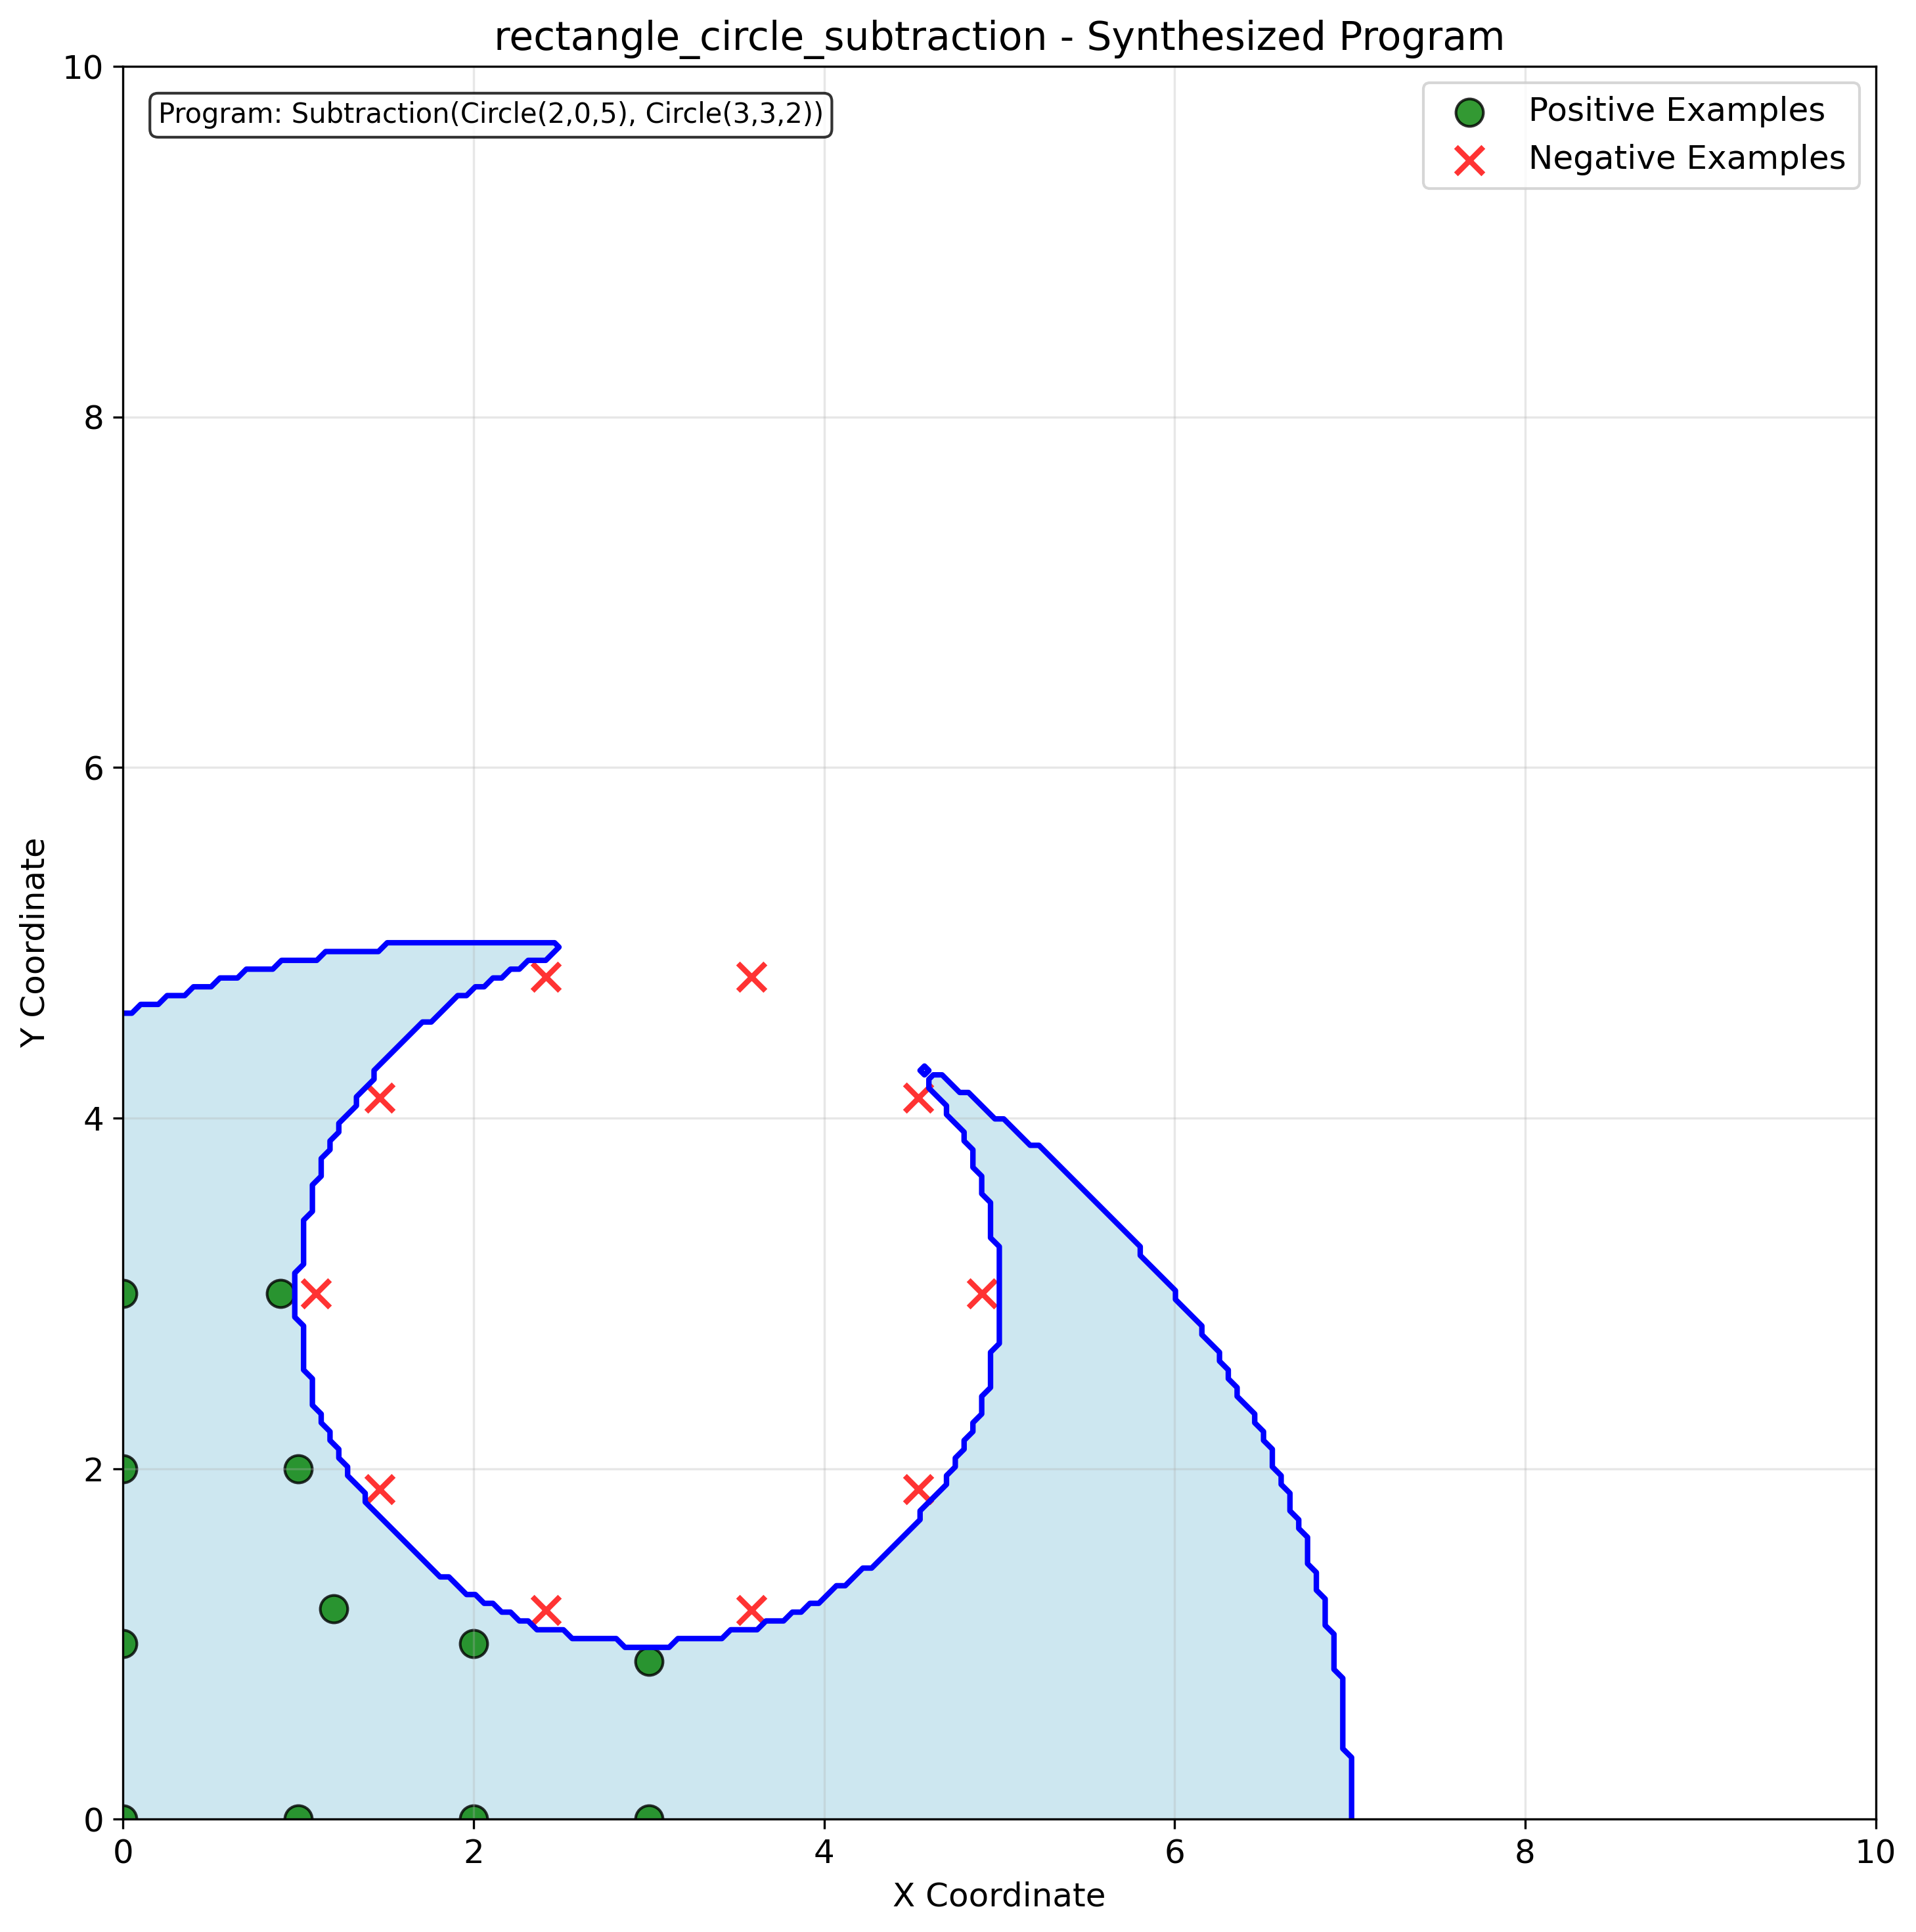 rectangle_circle_subtraction - Synthesized Program
Program: Subtraction(Circle(2,0,5), Circle(3,3,2))
Positive Examples
Negative Examples
10
8
6
4
2
0
Y Coordinate
0 2 4 6 8 10
X Coordinate